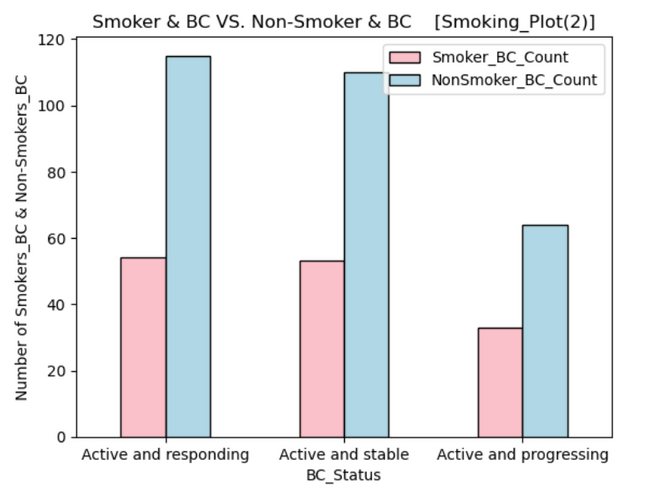 Smoker & BC VS. Non-Smoker & BC [Smoking_Plot(2)]
Smoker_BC_Count
NonSmoker_BC_Count
Number of Smokers_BC & Non-Smokers_BC
120
100
80
60
40
20
0
Active and responding Active and stable Active and progressing
BC_Status